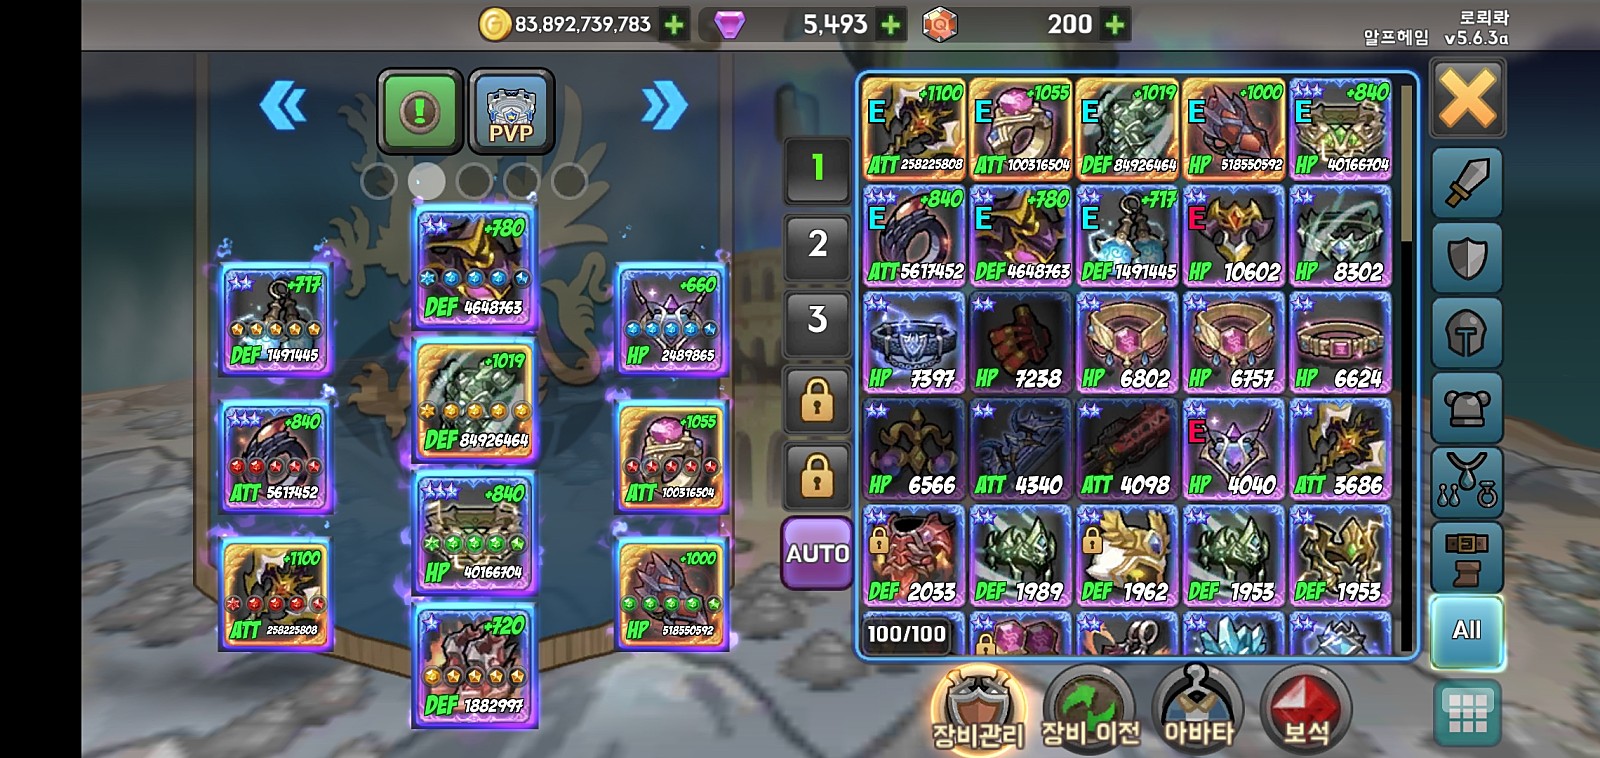 83,892,739,783
5,493
200
로뢰롸
알프헤임 v5.6.3a
!
PVP
+780
DEF 4648763
+717
DEF 1491445
+660
HP 2489865
+1019
DEF 84926464
+840
ATT 5617452
+1055
ATT 100316504
+840
HP 40166704
+1100
ATT 258225808
+1000
HP 518550592
+720
DEF 1882997
1
2
3
AUTO
E +1100
ATT 258225808
E +1055
ATT 100316504
E +1019
DEF 84926464
E +1000
HP 518550592
E +840
HP 40166704
E +840
ATT 5617452
E +780
DEF 4648763
E +717
DEF 1491445
E
HP 10602
HP 8302
HP 7397
HP 7238
HP 6802
HP 6757
HP 6624
HP 6566
ATT 4340
ATT 4098
E
HP 4040
ATT 3686
DEF 2033
DEF 1989
DEF 1962
DEF 1953
DEF 1953
100/100
All
장비관리
장비 이전
아바타
보석